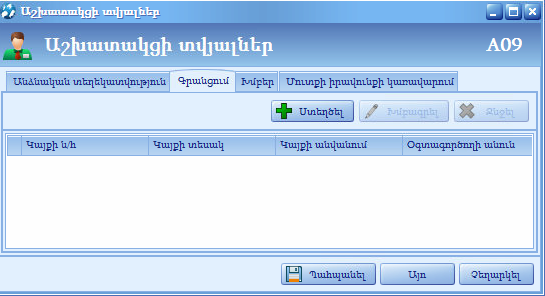 Աշխատակցի տվյալներ
Աշխատակցի տվյալներ A09
Անձնական տեղեկատվություն Գրանցում Խմբեր Մուտքի իրավունքի կառավարում
Ստեղծել Խմբագրել Ջնջել
Կայքի ն/հ Կայքի տեսակ Կայքի անվանում Օգտագործողի անուն
Պահպանել Այո Չեղարկել